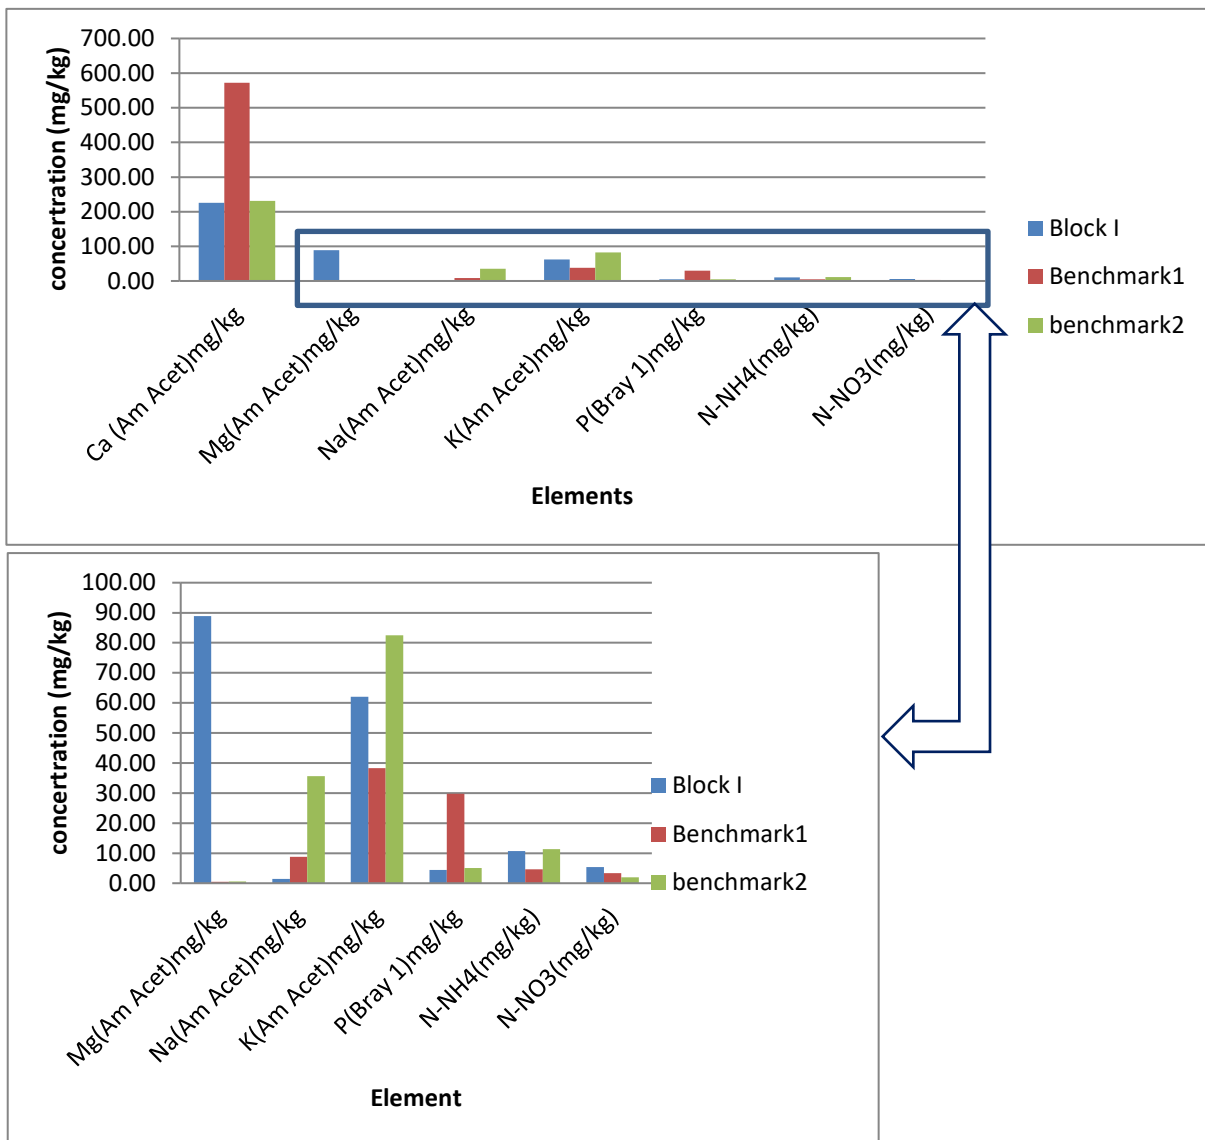 700.00
600.00
500.00
400.00
300.00
200.00
100.00
0.00
concertration (mg/kg)
Ca (Am Acet)mg/kg
Mg(Am Acet)mg/kg
Na(Am Acet)mg/kg
K(Am Acet)mg/kg
P(Bray 1)mg/kg
N-NH4(mg/kg)
N-NO3(mg/kg)
Elements
Block I
Benchmark1
benchmark2
100.00
90.00
80.00
70.00
60.00
50.00
40.00
30.00
20.00
10.00
0.00
concertration (mg/kg)
Mg(Am Acet)mg/kg
Na(Am Acet)mg/kg
K(Am Acet)mg/kg
P(Bray 1)mg/kg
N-NH4(mg/kg)
N-NO3(mg/kg)
Element
Block I
Benchmark1
benchmark2